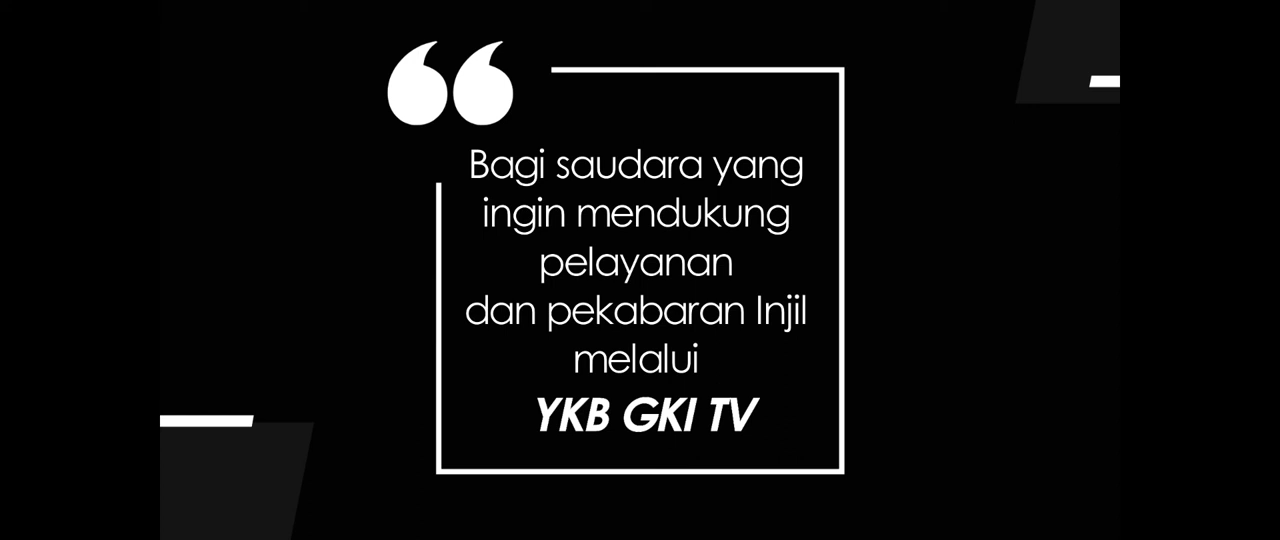 Bagi saudara yang
ingin mendukung
pelayanan
dan pekabaran Injil
melalui
YKB GKI TV